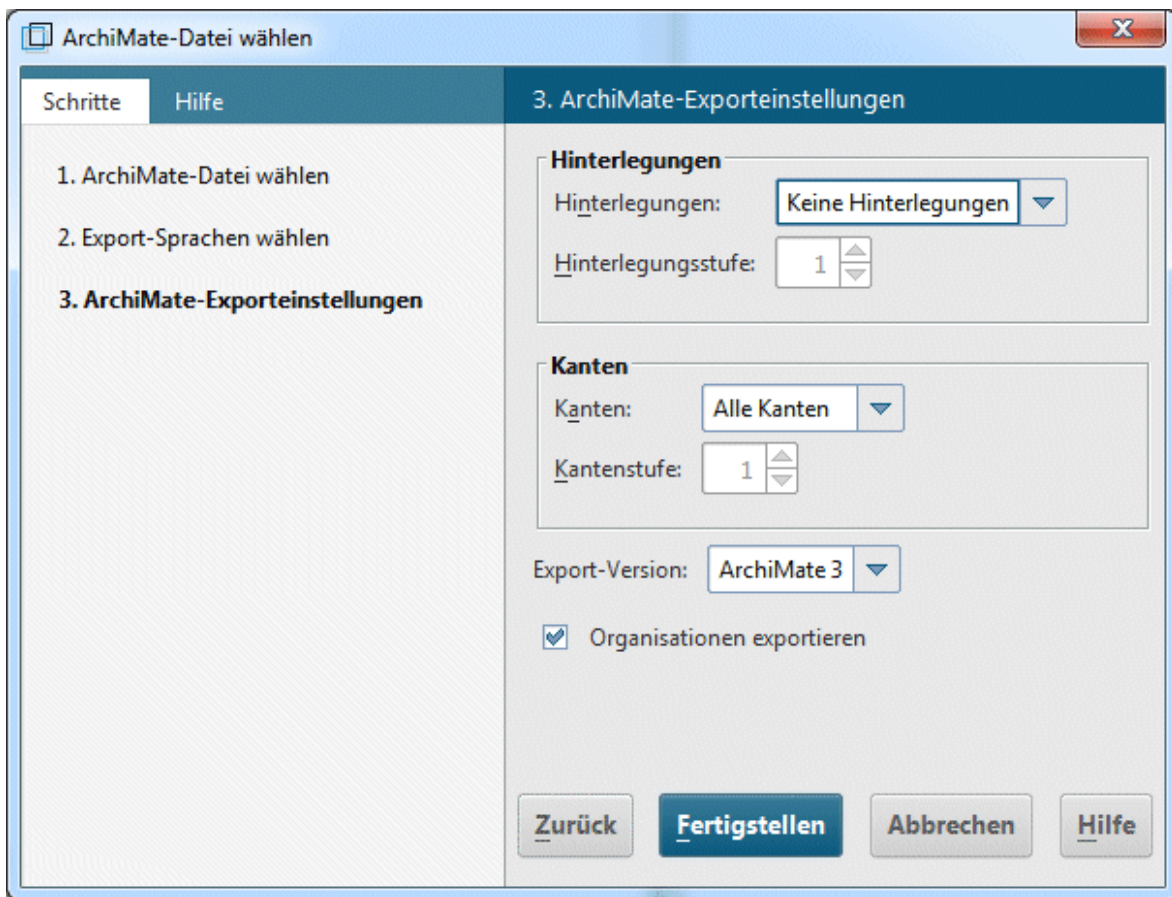 ArchiMate-Datei wählen
Schritte Hilfe
1. ArchiMate-Datei wählen
2. Export-Sprachen wählen
3. ArchiMate-Exporteinstellungen
3. ArchiMate-Exporteinstellungen
Hinterlegungen
Hinterlegungen: Keine Hinterlegungen
Hinterlegungsstufe: 1
Kanten
Kanten: Alle Kanten
Kantenstufe: 1
Export-Version: ArchiMate 3
Organisationen exportieren
Zurück Fertigstellen Abbrechen Hilfe